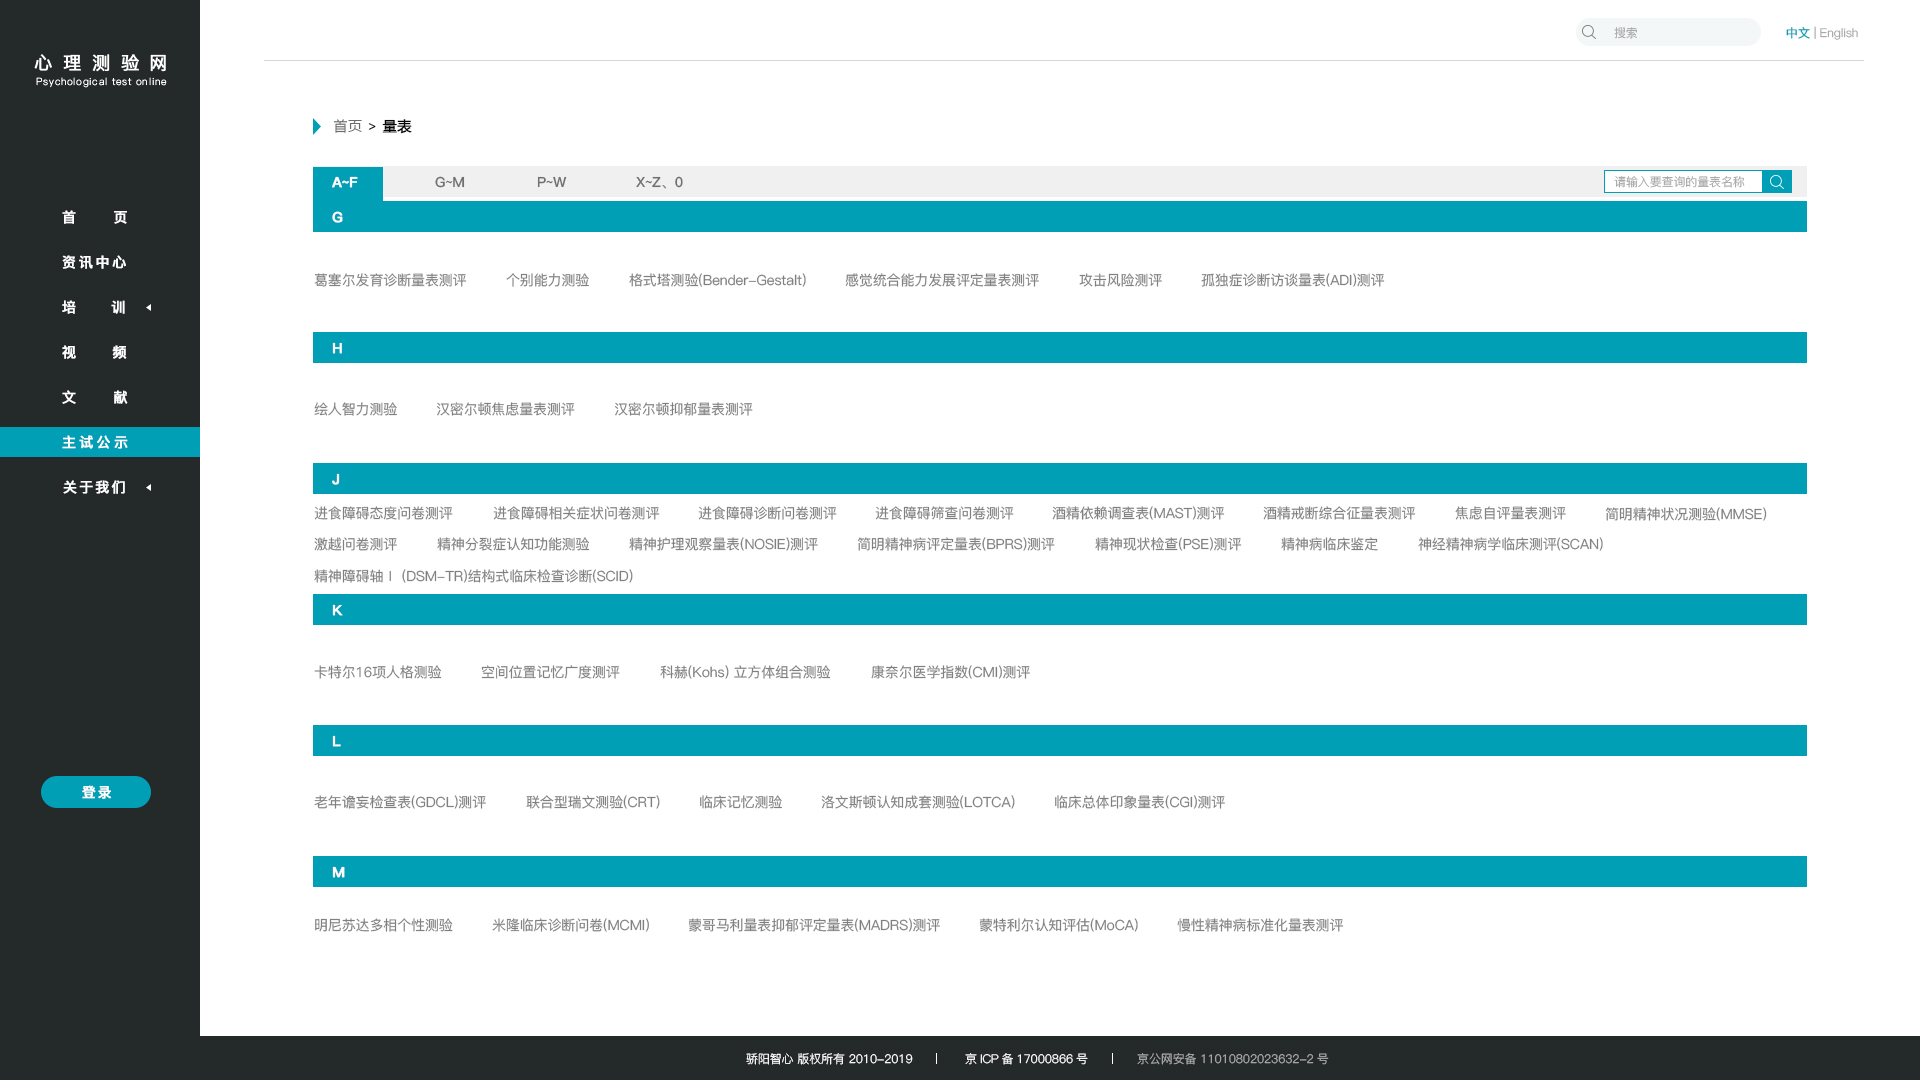 心理测验网
Psychological test online
搜索
中文 | English
首页 > 量表
A~F G~M P~W X~Z、0
请输入要查询的量表名称
首 页
资讯中心
培 训
视 频
文 献
主试公示
关于我们
登录
G
葛塞尔发育诊断量表测评 个别能力测验 格式塔测验(Bender-Gestalt) 感觉统合能力发展评定量表测评 攻击风险测评 孤独症诊断访谈量表(ADI)测评
H
绘人智力测验 汉密尔顿焦虑量表测评 汉密尔顿抑郁量表测评
J
进食障碍态度问卷测评 进食障碍相关症状问卷测评 进食障碍诊断问卷测评 进食障碍筛查问卷测评 酒精依赖调查表(MAST)测评 酒精戒断综合征量表测评 焦虑自评量表测评 简明精神状况测验(MMSE)
激越问卷测评 精神分裂症认知功能测验 精神护理观察量表(NOSIE)测评 简明精神病评定量表(BPRS)测评 精神现状检查(PSE)测评 精神病临床鉴定 神经精神病学临床测评(SCAN)
精神障碍轴Ⅰ (DSM-TR)结构式临床检查诊断(SCID)
K
卡特尔16项人格测验 空间位置记忆广度测评 科赫(Kohs) 立方体组合测验 康奈尔医学指数(CMI)测评
L
老年谵妄检查表(GDCL)测评 联合型瑞文测验(CRT) 临床记忆测验 洛文斯顿认知成套测验(LOTCA) 临床总体印象量表(CGI)测评
M
明尼苏达多相个性测验 米隆临床诊断问卷(MCMI) 蒙哥马利量表抑郁评定量表(MADRS)测评 蒙特利尔认知评估(MoCA) 慢性精神病标准化量表测评
骄阳智心 版权所有 2010-2019 | 京 ICP 备 17000866 号 | 京公网安备 11010802023632-2 号